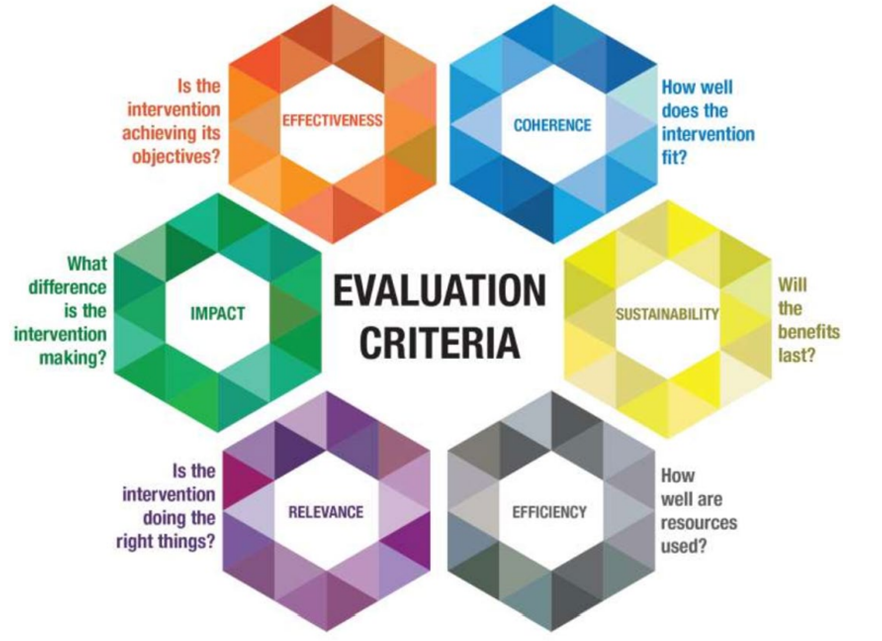 Is the
intervention
achieving its
objectives?
EFFECTIVENESS
COHERENCE
How well
does the
intervention
fit?
What
difference
is the
intervention
making?
IMPACT
EVALUATION
CRITERIA
SUSTAINABILITY
Will
the
benefits
last?
Is the
intervention
doing the
right things?
RELEVANCE
EFFICIENCY
How
well are
resources
used?